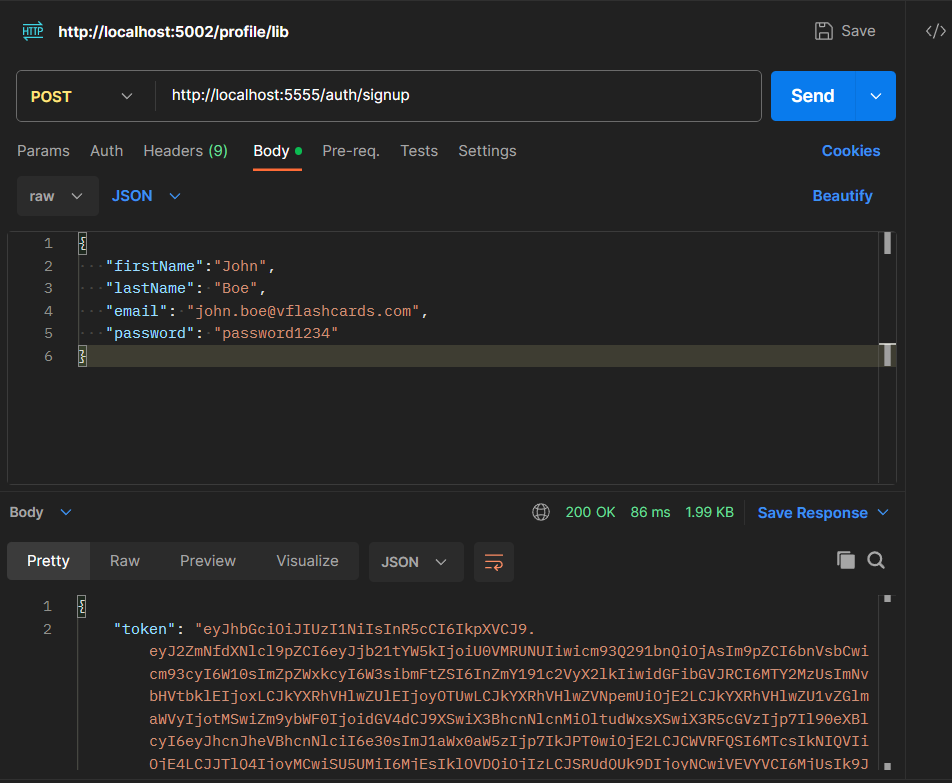 HTTP http://localhost:5002/profile/lib Save </>
POST http://localhost:5555/auth/signup Send
Params Auth Headers (9) Body Pre-req. Tests Settings Cookies
raw JSON Beautify
1 {
2 "firstName":"John",
3 "lastName": "Boe",
4 "email": "john.boe@vflashcards.com",
5 "password": "password1234"
6 }
Body 200 OK 86 ms 1.99 KB Save Response
Pretty Raw Preview Visualize JSON
1 {
2 "token": "eyJhbGciOiJIUzI1NiIsInR5cCI6IkpXVCJ9.
eyJ2ZmNfdXNlcl9pZCI6eyJjb21tYW5kIjoiU0VMRUNUIiwicm93Q291bnQiOjAsIm9pZCI6bnVsbCwi
cm93cyI6W10sImZpZWxkcyI6W3sibmFtZSI6InZmY191c2VyX2lkIiwidGFibGVJRCI6MTY2MzUsImNv
bHVtbklEIjoxLCJkYXRhVHlwZUlEIjoyOTUwLCJkYXRhVHlwZVNpemUiOjE2LCJkYXRhVHlwZU1vZGlm
aWVyIjotMSwiZm9ybWF0IjoidGV4dCJ9XSwiX3BhcnNlcnMiOltudWxsXSwiX3R5cGVzIjp7Il90eXBl
cyI6eyJhcnJheVBhcnNlciI6e30sImJ1aWx0aW5zIjp7IkJPT0wiOjE2LCJCWVRFQSI6MTcsIkNIQVIi
OjE4LCJJTlQ4IjoyMCwiSU5UMiI6MjEsIklOVDQiOjIzLCJSRUdQUk9DIjoyNCwiVEVYVCI6MjUsIk9J